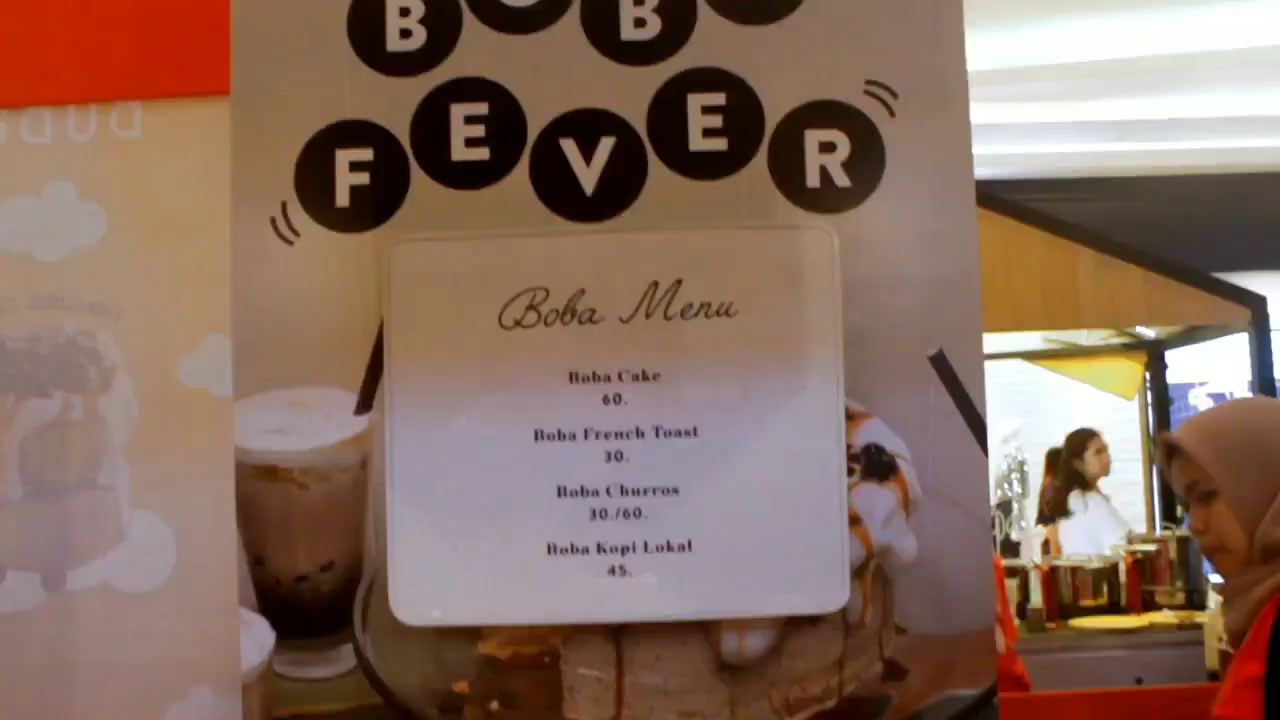 BOBA
FEVER
Boba Menu
Boba Cake
60.
Boba French Toast
30.
Boba Churros
30./60.
Boba Kopi Lokal
45.